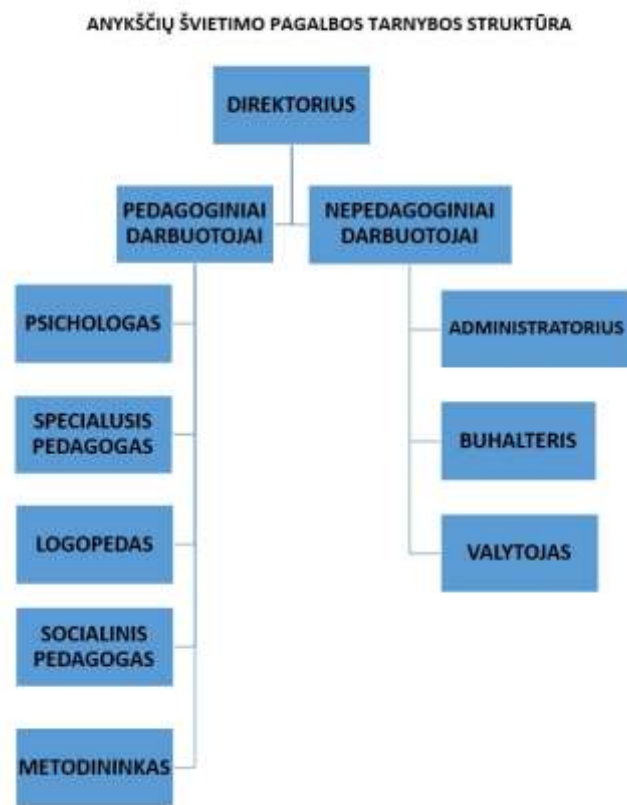 ANYKŠČIŲ ŠVIETIMO PAGALBOS TARNYBOS STRUKTŪRA
DIREKTORIUS
PEDAGOGINIAI
DARBUOTOJAI
NEPEDAGOGINIAI
DARBUOTOJAI
PSICHOLOGAS
SPECIALUSIS
PEDAGOGAS
LOGOPEDAS
SOCIALINIS
PEDAGOGAS
METODININKAS
ADMINISTRATORIUS
BUHALTERIS
VALYTOJAS